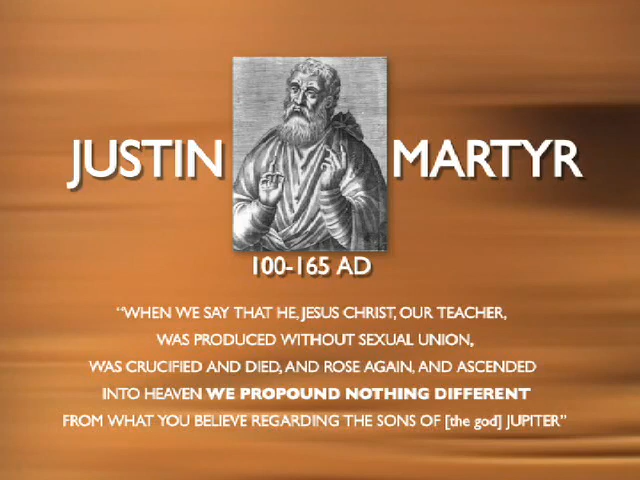 JUSTIN MARTYR
100-165 AD
“WHEN WE SAY THAT HE, JESUS CHRIST, OUR TEACHER,
WAS PRODUCED WITHOUT SEXUAL UNION,
WAS CRUCIFIED AND DIED, AND ROSE AGAIN, AND ASCENDED
INTO HEAVEN WE PROPOUND NOTHING DIFFERENT
FROM WHAT YOU BELIEVE REGARDING THE SONS OF [the god] JUPITER”